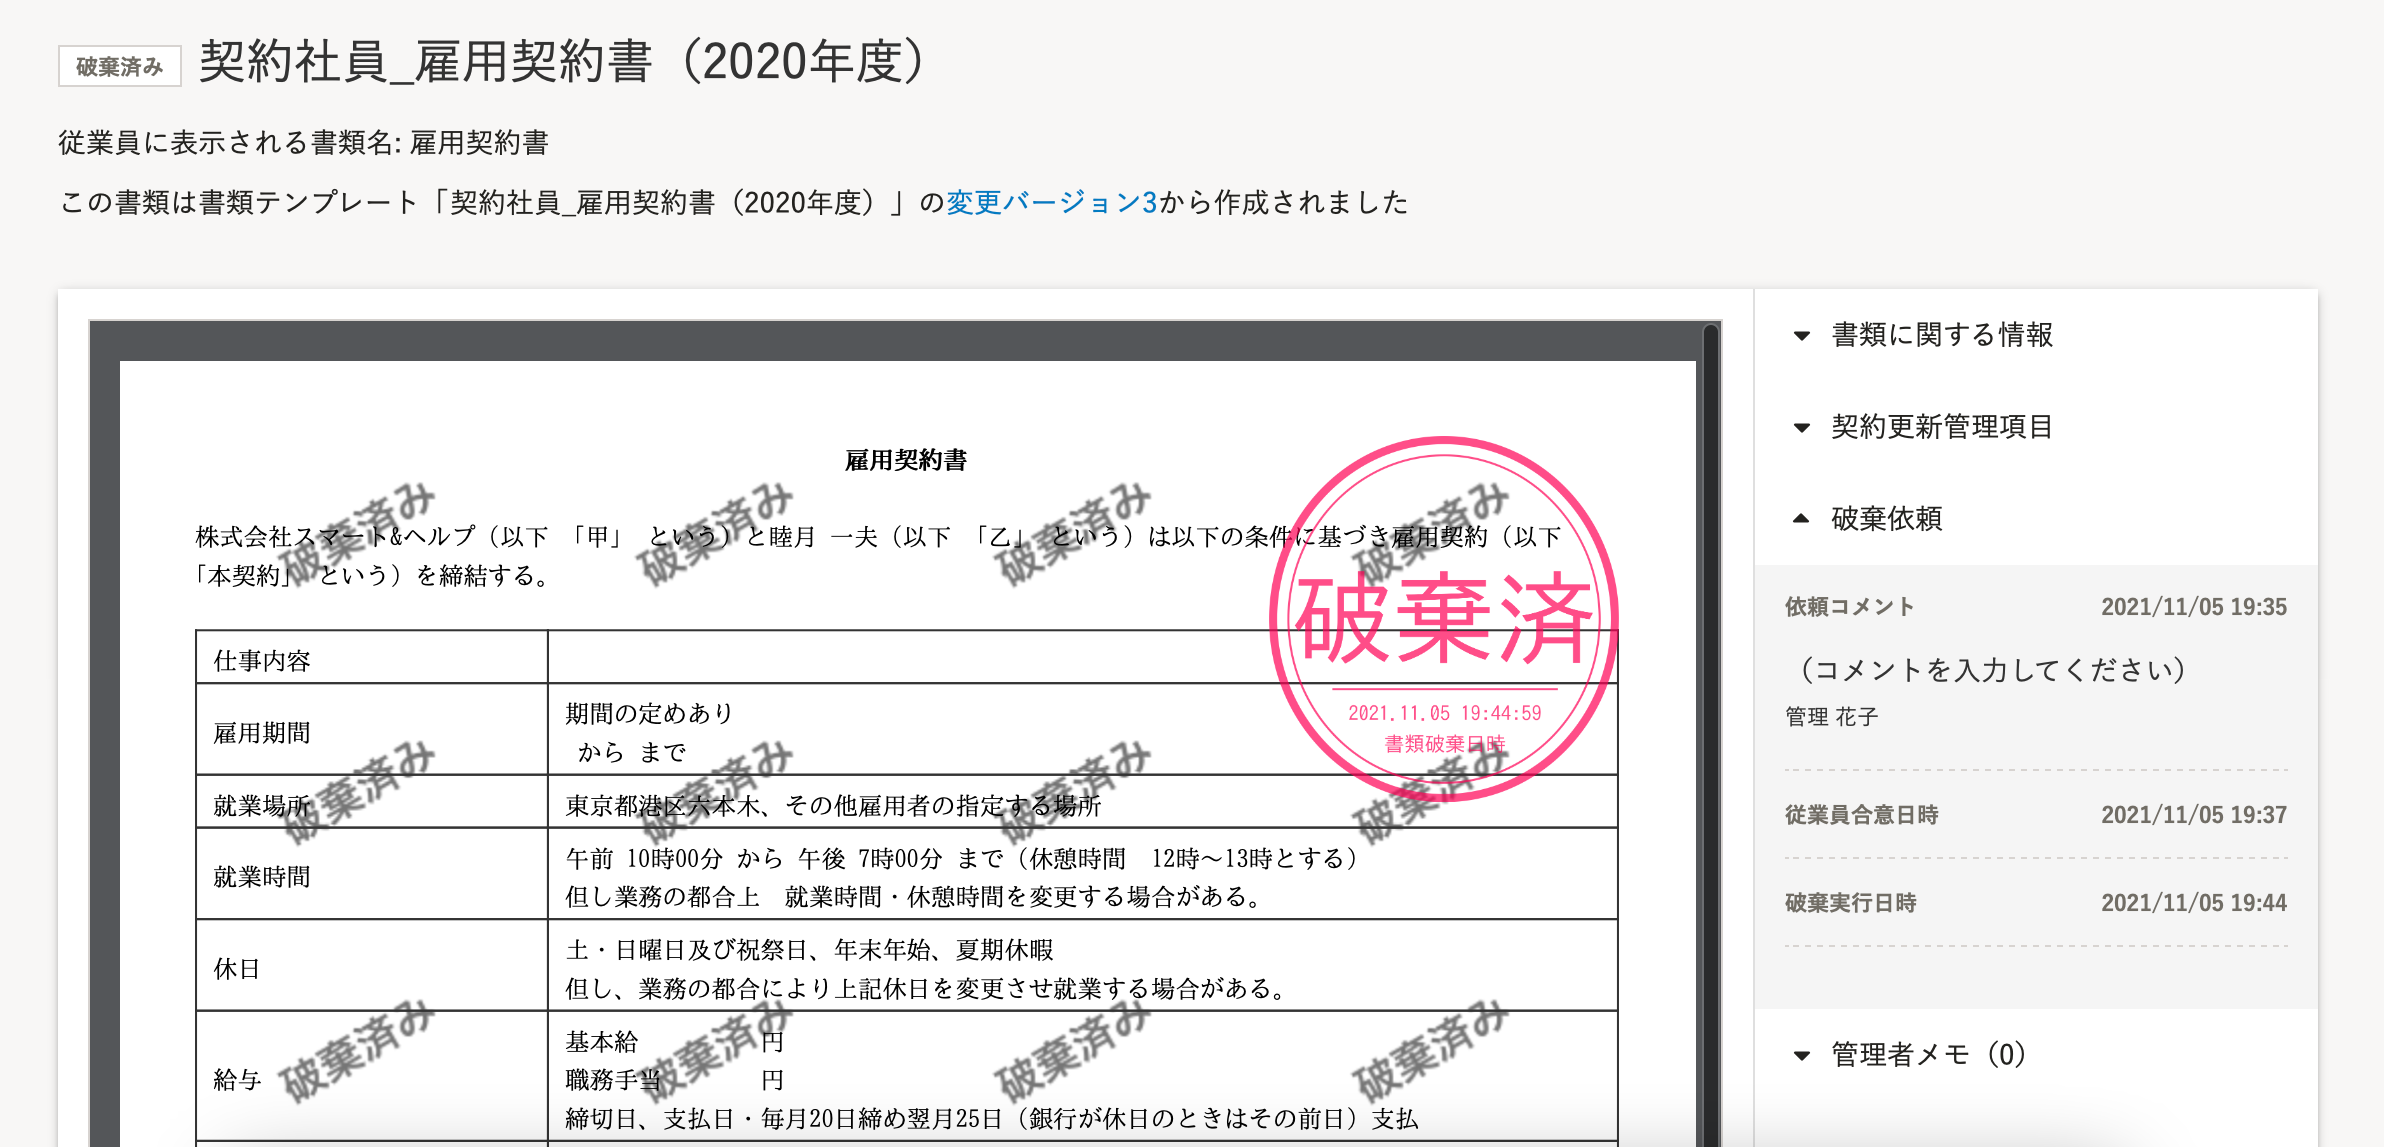 破棄済み 契約社員_雇用契約書（2020年度）
従業員に表示される書類名: 雇用契約書
この書類は書類テンプレート「契約社員_雇用契約書（2020年度）」の変更バージョン3から作成されました
雇用契約書
株式会社スマート&ヘルプ（以下 「甲」 という）と睦月 一夫（以下 「乙」 という）は以下の条件に基づき雇用契約（以下
「本契約」 という）を締結する。
破棄済み 破棄済み 破棄済み 破棄済み
破棄済
2021.11.05 19:44:59
書類破棄日時
仕事内容
雇用期間
期間の定めあり
から まで
破棄済み 破棄済み 破棄済み 破棄済み
就業場所
東京都港区六本木、その他雇用者の指定する場所
就業時間
午前 10時00分 から 午後 7時00分 まで（休憩時間　12時～13時とする）
但し業務の都合上　就業時間・休憩時間を変更する場合がある。
休日
土・日曜日及び祝祭日、年末年始、夏期休暇
但し、業務の都合により上記休日を変更させ就業する場合がある。
破棄済み 破棄済み 破棄済み 破棄済み
給与
基本給　　　　　円
職務手当　　　　円
締切日、支払日・毎月20日締め翌月25日（銀行が休日のときはその前日）支払
書類に関する情報
契約更新管理項目
破棄依頼
依頼コメント 2021/11/05 19:35
（コメントを入力してください）
管理 花子
従業員合意日時 2021/11/05 19:37
破棄実行日時 2021/11/05 19:44
管理者メモ（0）